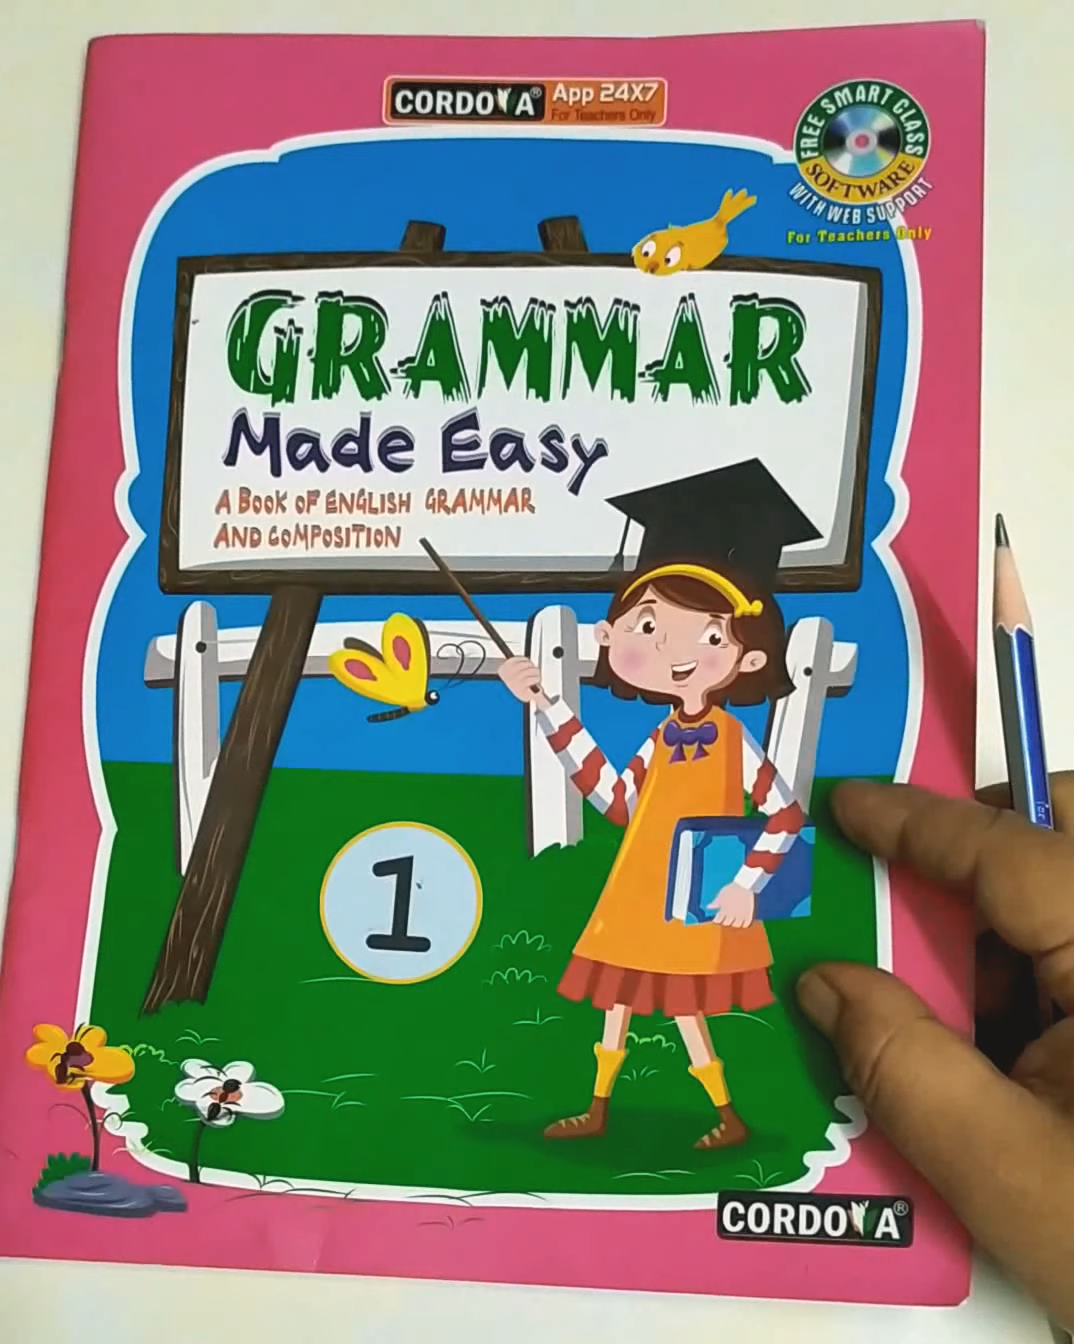 CORDOVA® App 24X7
For Teachers Only
FREE SMART CLASS
SOFTWARE
WITH WEB SUPPORT
For Teachers Only
GRAMMAR
Made Easy
A BOOK OF ENGLISH GRAMMAR
AND COMPOSITION
1
CORDOVA®